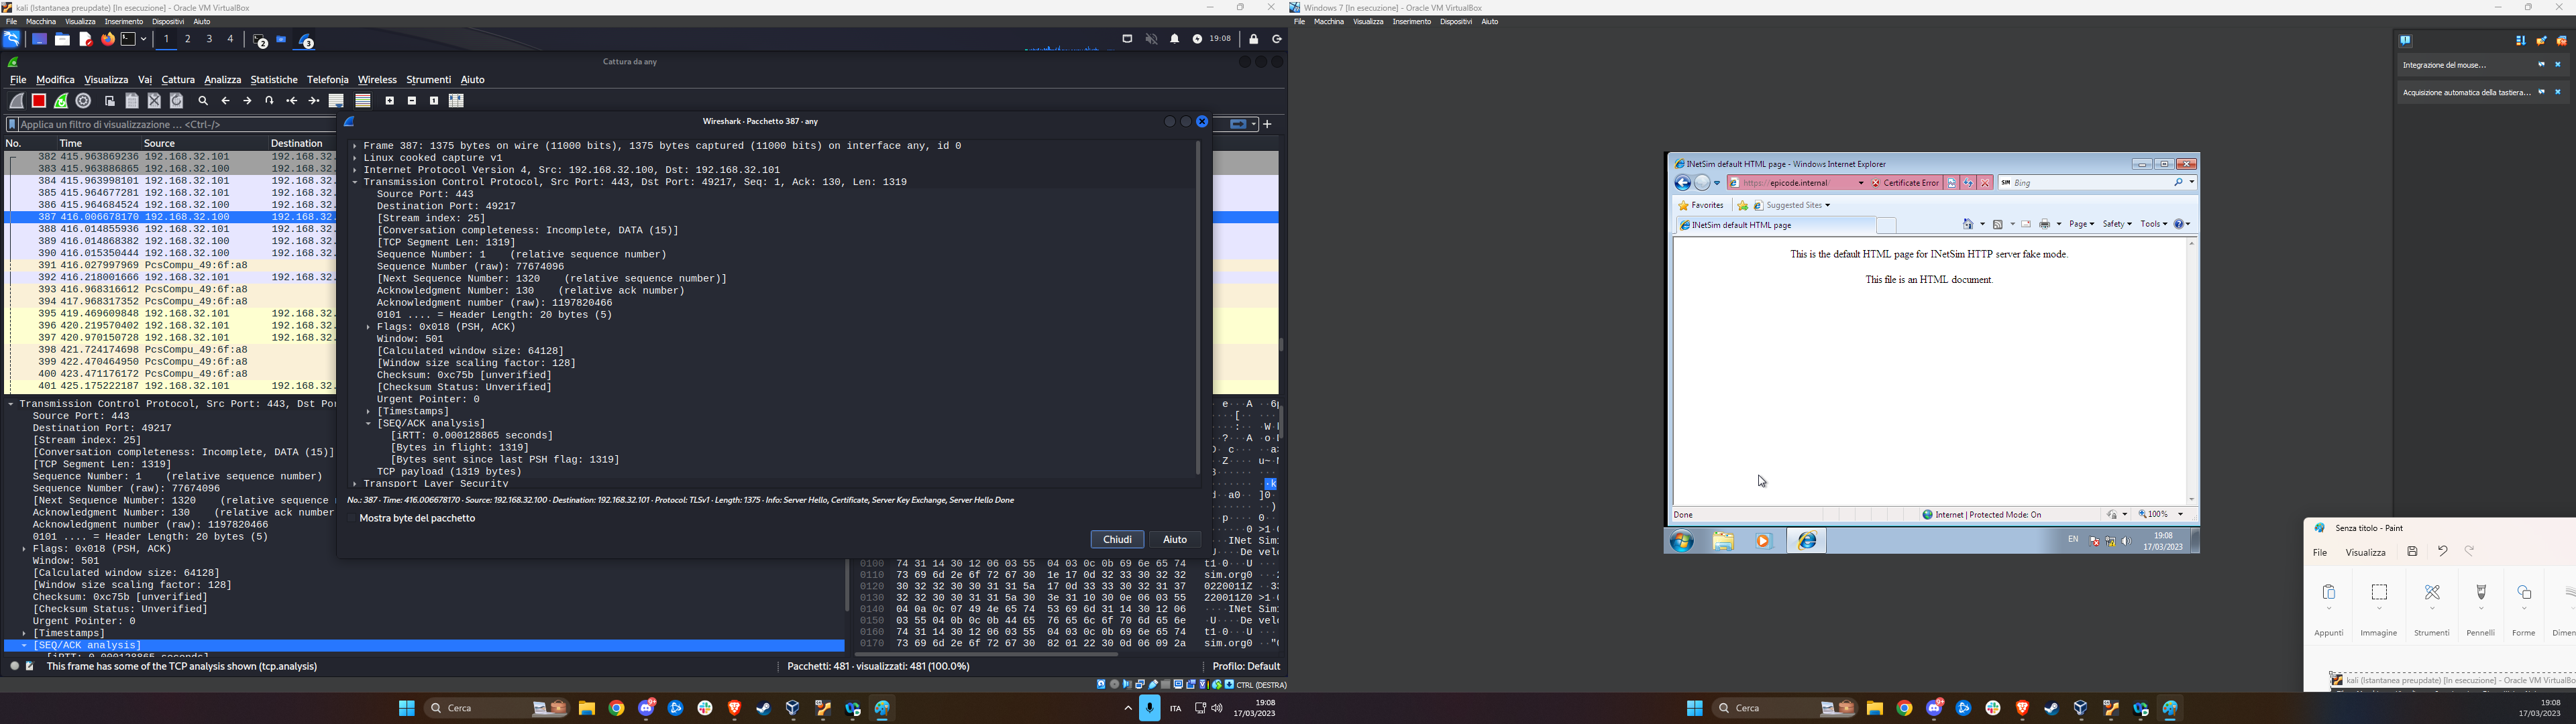 kali (Istantanea preupdate) [In esecuzione] - Oracle VM VirtualBox
File Macchina Visualizza Inserimento Dispositivi Aiuto
1 2 3 4 2 3 19:08
Cattura da any
File Modifica Visualizza Vai Cattura Analizza Statistiche Telefonia Wireless Strumenti Aiuto
Applica un filtro di visualizzazione … <Ctrl-/>
No. Time Source Destination
382 415.963869236 192.168.32.101 192.168.32.
383 415.963886865 192.168.32.100 192.168.32.
384 415.963998101 192.168.32.101 192.168.32.
385 415.964677281 192.168.32.101 192.168.32.
386 415.964684524 192.168.32.100 192.168.32.
387 416.006678170 192.168.32.100 192.168.32.
388 416.014855936 192.168.32.101 192.168.32.
389 416.014868382 192.168.32.100 192.168.32.
390 416.015350444 192.168.32.100 192.168.32.
391 416.027997969 PcsCompu_49:6f:a8
392 416.218001666 192.168.32.101 192.168.32.
393 416.968316612 PcsCompu_49:6f:a8
394 417.968317352 PcsCompu_49:6f:a8
395 419.469609848 192.168.32.101 192.168.32.
396 420.219570402 192.168.32.101 192.168.32.
397 420.970150728 192.168.32.101 192.168.32.
398 421.724174698 PcsCompu_49:6f:a8
399 422.470464950 PcsCompu_49:6f:a8
400 423.471176172 PcsCompu_49:6f:a8
401 425.175222187 192.168.32.101 192.168.32.
Transmission Control Protocol, Src Port: 443, Dst Por
Source Port: 443
Destination Port: 49217
[Stream index: 25]
[Conversation completeness: Incomplete, DATA (15)]
[TCP Segment Len: 1319]
Sequence Number: 1 (relative sequence number)
Sequence Number (raw): 77674096
[Next Sequence Number: 1320 (relative sequence
Acknowledgment Number: 130 (relative ack number
Acknowledgment number (raw): 1197820466
0101 .... = Header Length: 20 bytes (5)
Flags: 0x018 (PSH, ACK)
Window: 501
[Calculated window size: 64128]
[Window size scaling factor: 128]
Checksum: 0xc75b [unverified]
[Checksum Status: Unverified]
Urgent Pointer: 0
[Timestamps]
[SEQ/ACK analysis]
[iRTT: 0.000128865 seconds]
This frame has some of the TCP analysis shown (tcp.analysis)
Pacchetti: 481 · visualizzati: 481 (100.0%)
Profilo: Default
Wireshark · Pacchetto 387 · any
Frame 387: 1375 bytes on wire (11000 bits), 1375 bytes captured (11000 bits) on interface any, id 0
Linux cooked capture v1
Internet Protocol Version 4, Src: 192.168.32.100, Dst: 192.168.32.101
Transmission Control Protocol, Src Port: 443, Dst Port: 49217, Seq: 1, Ack: 130, Len: 1319
Source Port: 443
Destination Port: 49217
[Stream index: 25]
[Conversation completeness: Incomplete, DATA (15)]
[TCP Segment Len: 1319]
Sequence Number: 1 (relative sequence number)
Sequence Number (raw): 77674096
[Next Sequence Number: 1320 (relative sequence number)]
Acknowledgment Number: 130 (relative ack number)
Acknowledgment number (raw): 1197820466
0101 .... = Header Length: 20 bytes (5)
Flags: 0x018 (PSH, ACK)
Window: 501
[Calculated window size: 64128]
[Window size scaling factor: 128]
Checksum: 0xc75b [unverified]
[Checksum Status: Unverified]
Urgent Pointer: 0
[Timestamps]
[SEQ/ACK analysis]
[iRTT: 0.000128865 seconds]
[Bytes in flight: 1319]
[Bytes sent since last PSH flag: 1319]
TCP payload (1319 bytes)
Transport Layer Security
No.: 387 · Time: 416.006678170 · Source: 192.168.32.100 · Destination: 192.168.32.101 · Protocol: TLSv1 · Length: 1375 · Info: Server Hello, Certificate, Server Key Exchange, Server Hello Done
Mostra byte del pacchetto
Chiudi Aiuto
0100 74 31 14 30 12 06 03 55 04 03 0c 0b 69 6e 65 74 t1·0···U
0110 73 69 6d 2e 6f 72 67 30 1e 17 0d 32 33 30 32 32 sim.org0
0120 30 32 32 30 30 31 31 5a 17 0d 33 33 30 32 31 37 0220011Z
0130 32 32 30 30 31 31 5a 30 3e 31 10 30 0e 06 03 55 220011Z0 >1·0
0140 04 0a 0c 07 49 4e 65 74 53 69 6d 31 14 30 12 06 ····INet Sim1
0150 03 55 04 0b 0c 0b 44 65 76 65 6c 6f 70 6d 65 6e ·U····De velo
0160 74 31 14 30 12 06 03 55 04 03 0c 0b 69 6e 65 74 t1·0···U
0170 73 69 6d 2e 6f 72 67 30 82 01 22 30 0d 06 09 2a sim.org0
CTRL (DESTRA)
Cerca
ITA
19:08
17/03/2023
Windows 7 [In esecuzione] - Oracle VM VirtualBox
File Macchina Visualizza Inserimento Dispositivi Aiuto
Integrazione del mouse...
Acquisizione automatica della tastiera...
INetSim default HTML page - Windows Internet Explorer
https://epicode.internal Certificate Error Bing
Favorites Suggested Sites
INetSim default HTML page
Page Safety Tools
This is the default HTML page for INetSim HTTP server fake mode.
This file is an HTML document.
Done
Internet | Protected Mode: On
100%
EN
19:08
17/03/2023
Senza titolo - Paint
File Visualizza
Appunti Immagine Strumenti Pennelli Forme Dimen
kali (Istantanea preupdate) [In esecuzione] - Oracle VM VirtualBo
Cerca
19:08
17/03/2023